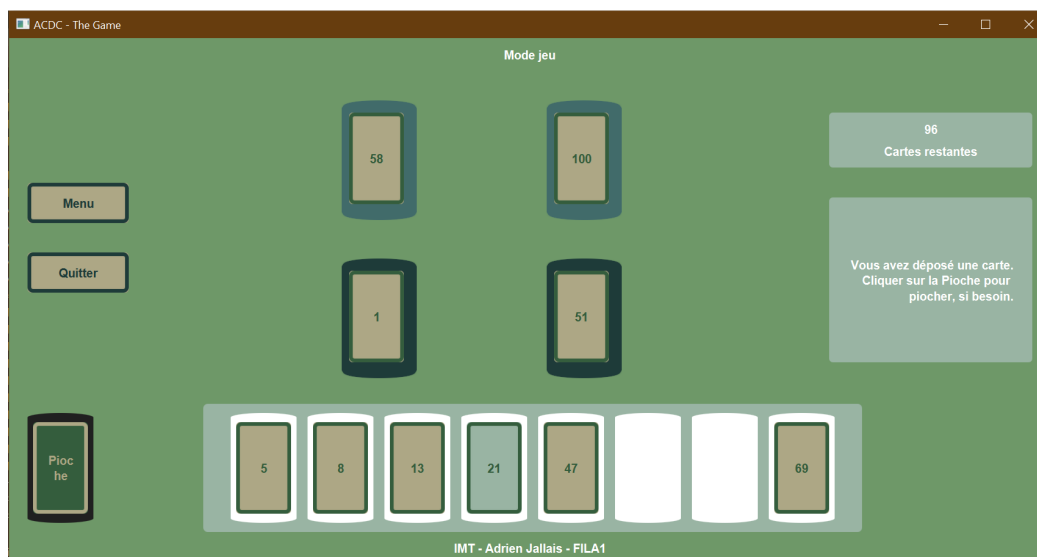 ACDC - The Game
Mode jeu
58
100
96
Cartes restantes
Menu
Quitter
Vous avez déposé une carte.
Cliquer sur la Pioche pour
piocher, si besoin.
1
51
Pioc
he
5
8
13
21
47
69
IMT - Adrien Jallais - FILA1